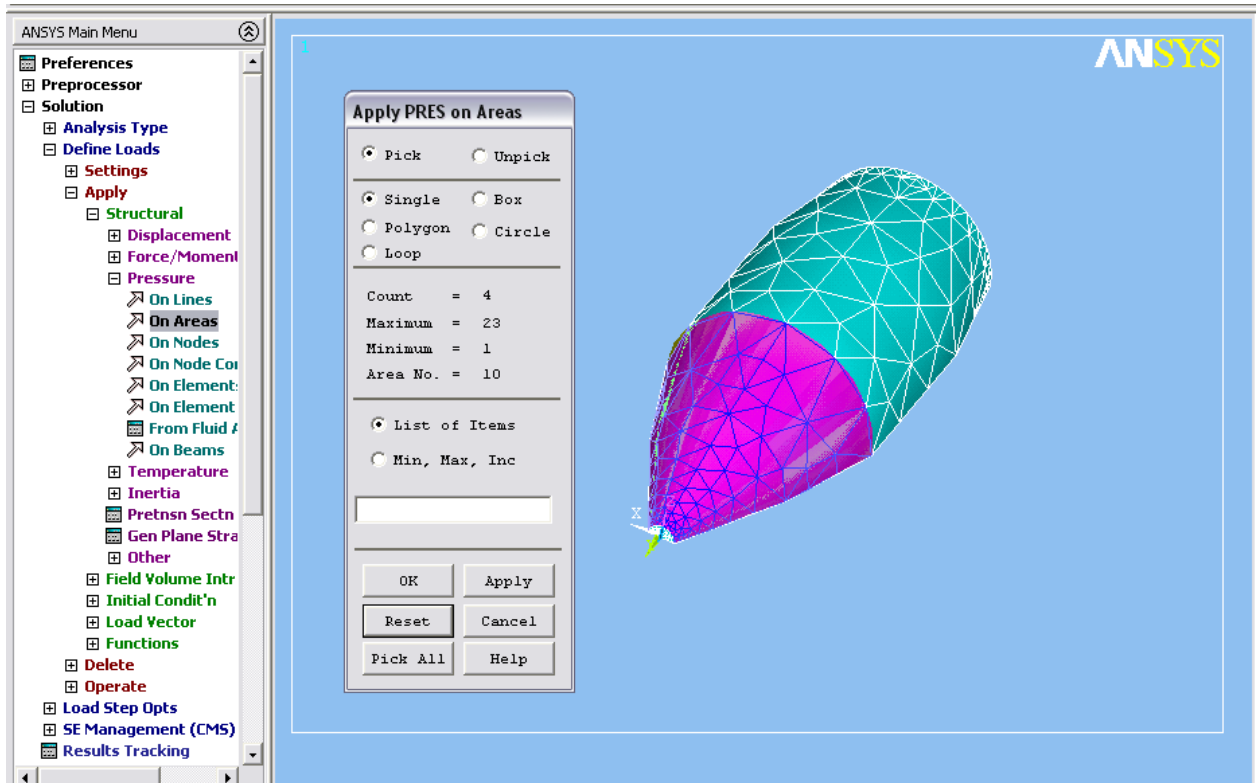 ANSYS Main Menu
Preferences
Preprocessor
Solution
Analysis Type
Define Loads
Settings
Apply
Structural
Displacement
Force/Moment
Pressure
On Lines
On Areas
On Nodes
On Node Cor
On Element:
On Element
From Fluid A
On Beams
Temperature
Inertia
Pretnsn Sectn
Gen Plane Stra
Other
Field Volume Intr
Initial Condit'n
Load Vector
Functions
Delete
Operate
Load Step Opts
SE Management (CMS)
Results Tracking
1
ANSYS
Apply PRES on Areas
Pick Unpick
Single Box
Polygon Circle
Loop
Count = 4
Maximum = 23
Minimum = 1
Area No. = 10
List of Items
Min, Max, Inc
OK Apply
Reset Cancel
Pick All Help
X